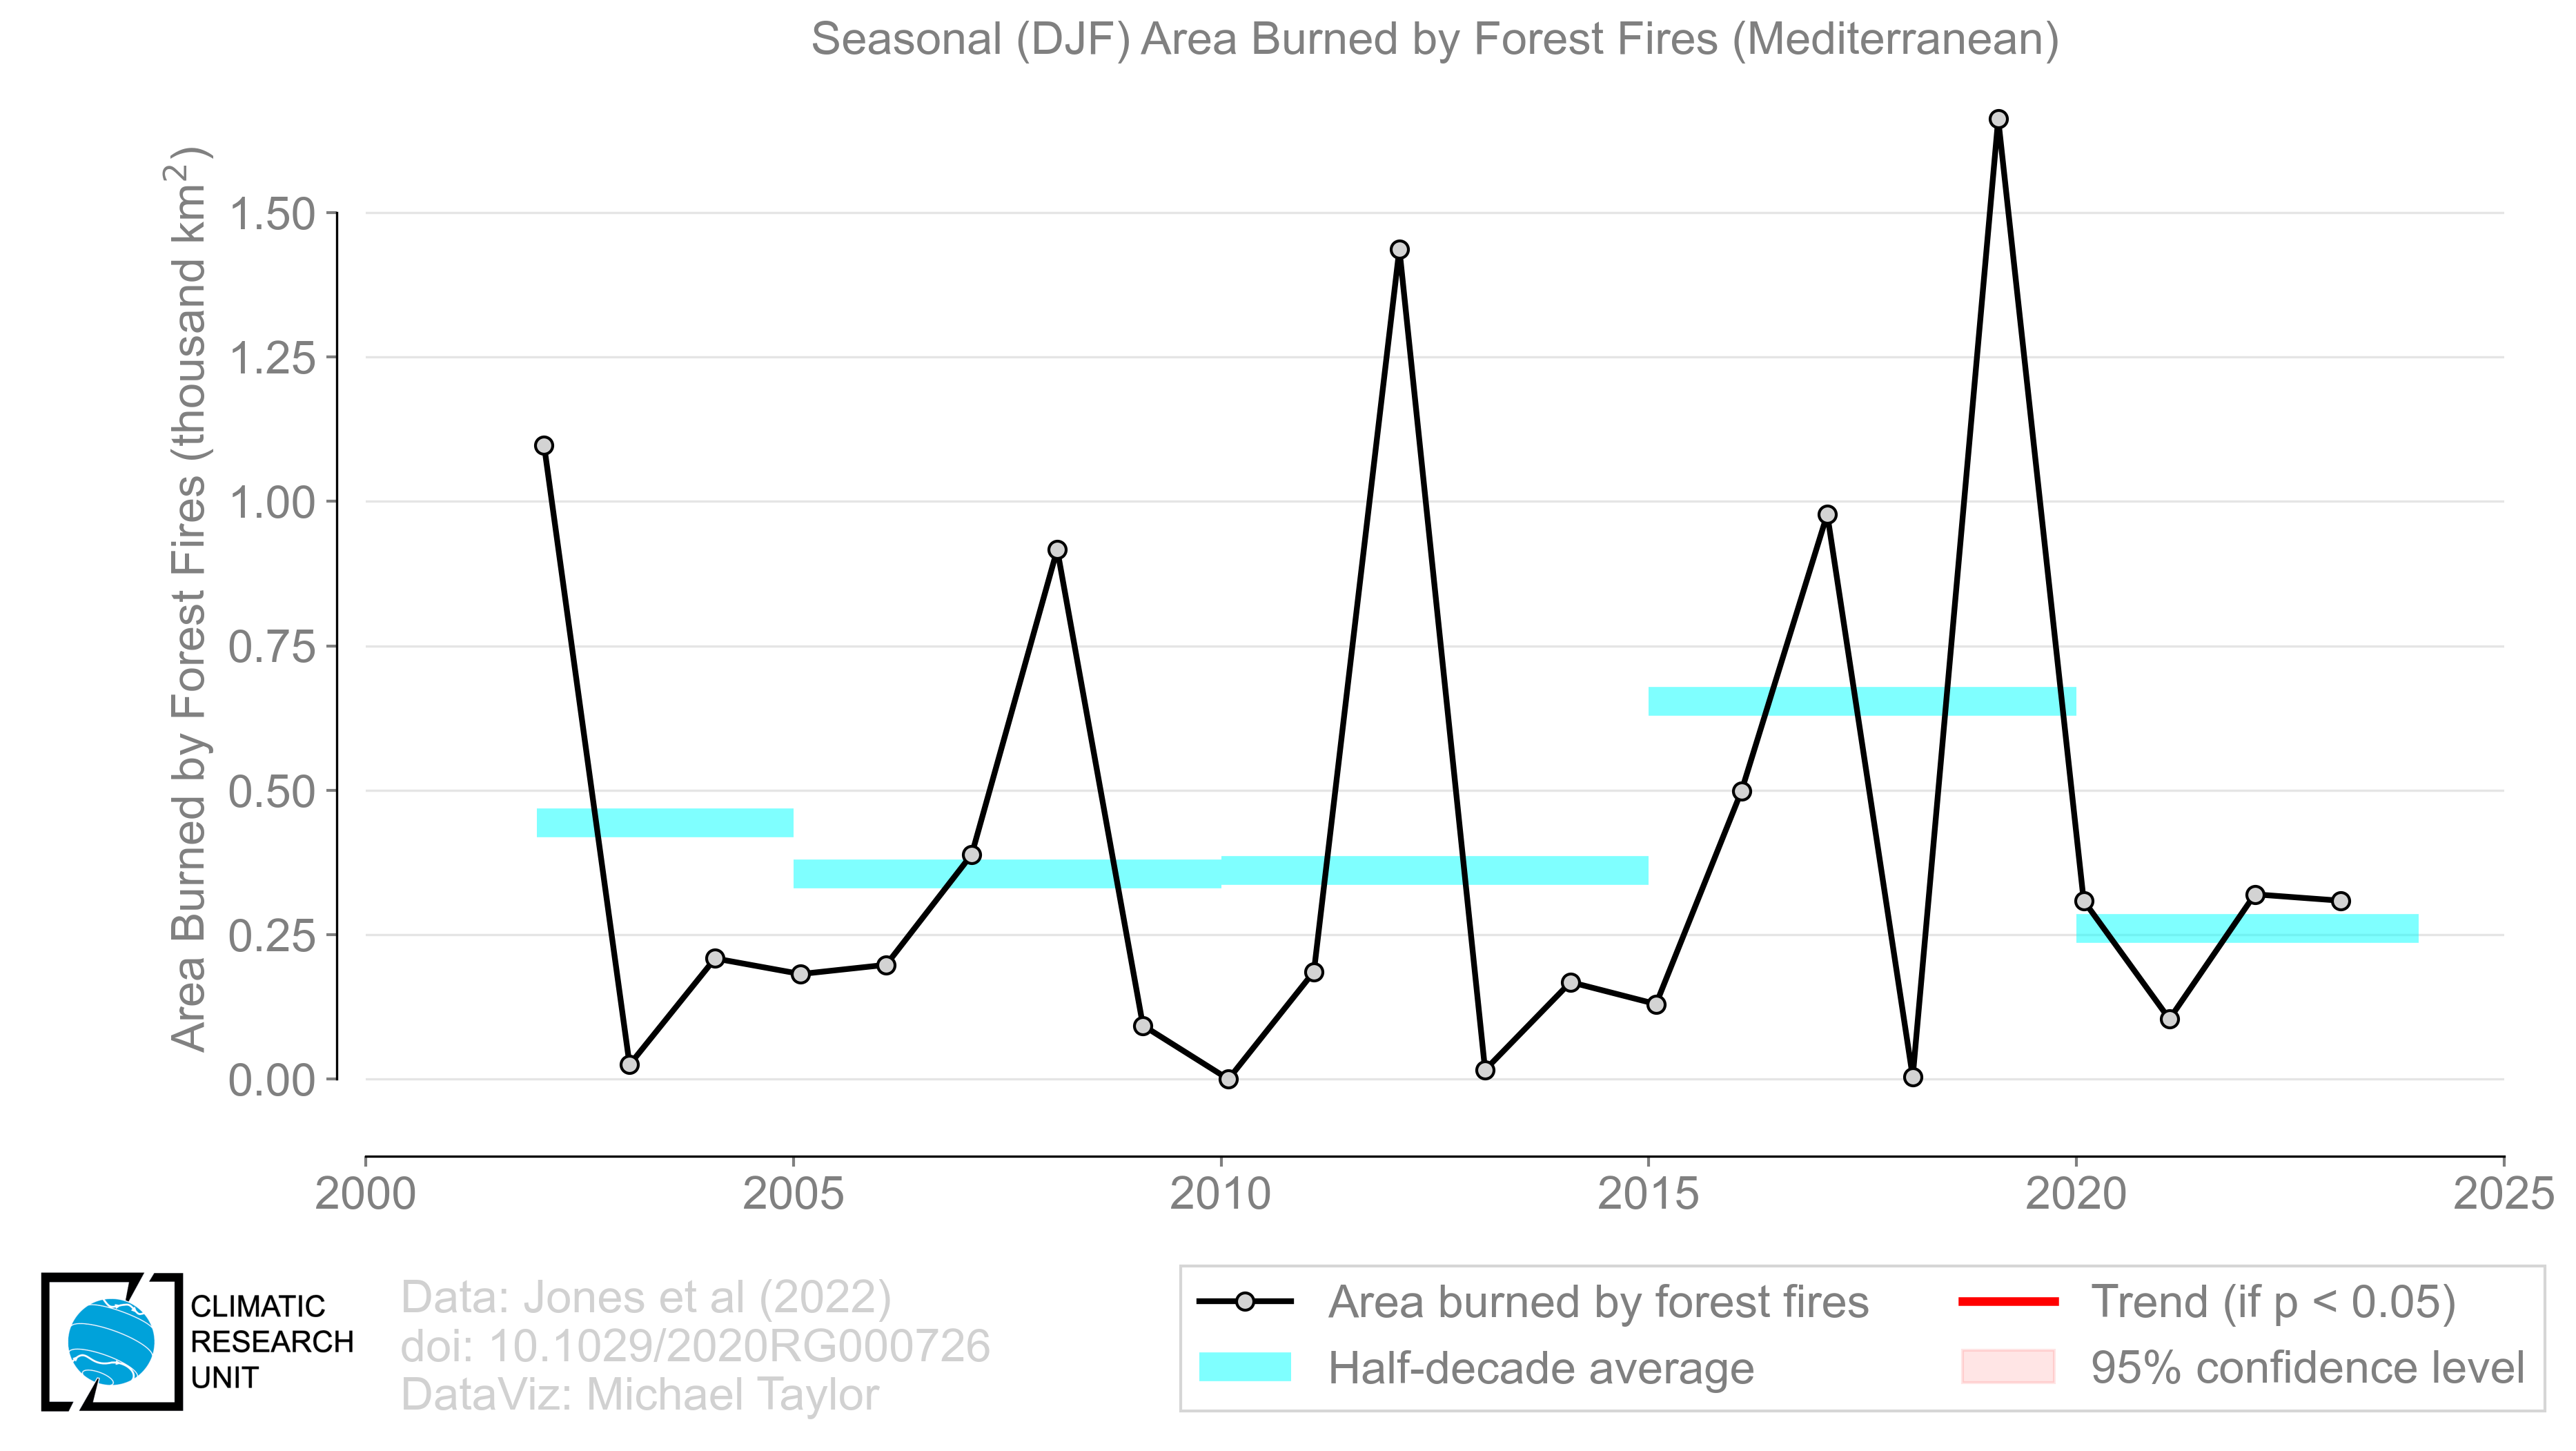 Seasonal (DJF) Area Burned by Forest Fires (Mediterranean)
Area Burned by Forest Fires (thousand km²)
1.50
1.25
1.00
0.75
0.50
0.25
0.00
2000 2005 2010 2015 2020 2025
CLIMATIC
RESEARCH
UNIT
Data: Jones et al (2022)
doi: 10.1029/2020RG000726
DataViz: Michael Taylor
Area burned by forest fires
Half-decade average
Trend (if p < 0.05)
95% confidence level